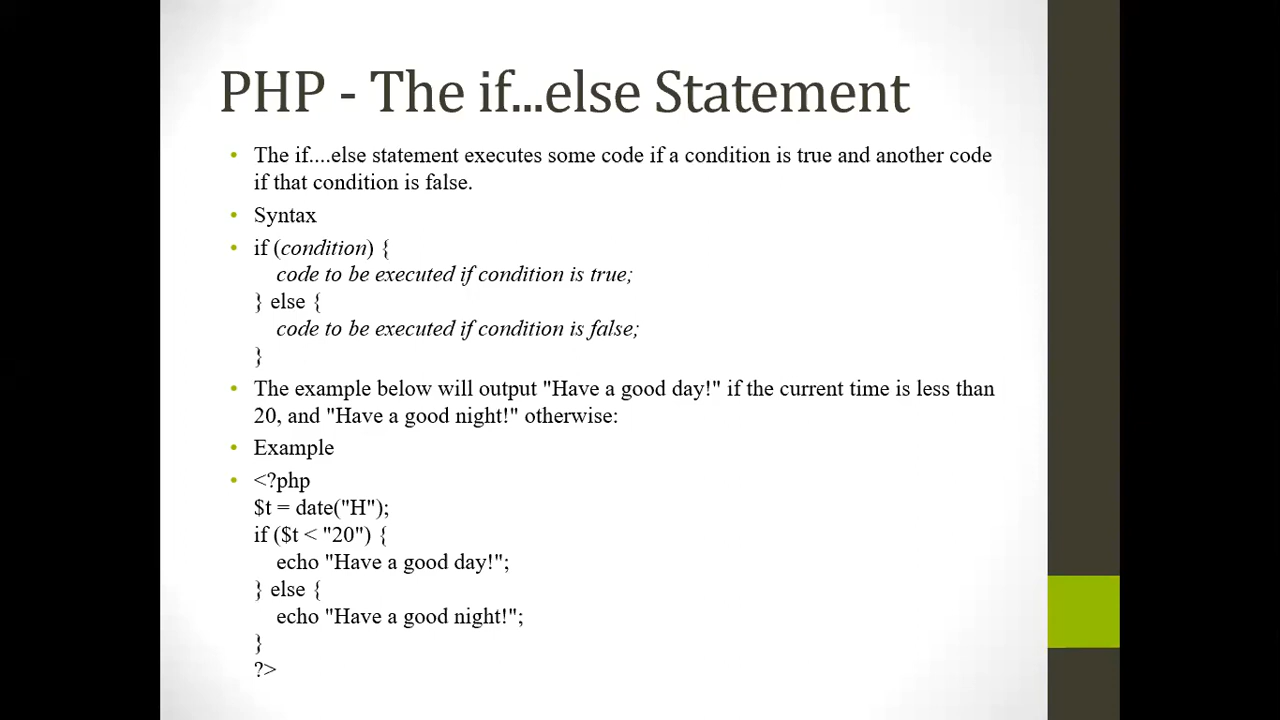 PHP - The if...else Statement
• The if....else statement executes some code if a condition is true and another code
if that condition is false.
• Syntax
• if (condition) {
code to be executed if condition is true;
} else {
code to be executed if condition is false;
}
• The example below will output "Have a good day!" if the current time is less than
20, and "Have a good night!" otherwise:
• Example
• <?php
$t = date("H");
if ($t < "20") {
echo "Have a good day!";
} else {
echo "Have a good night!";
}
?>